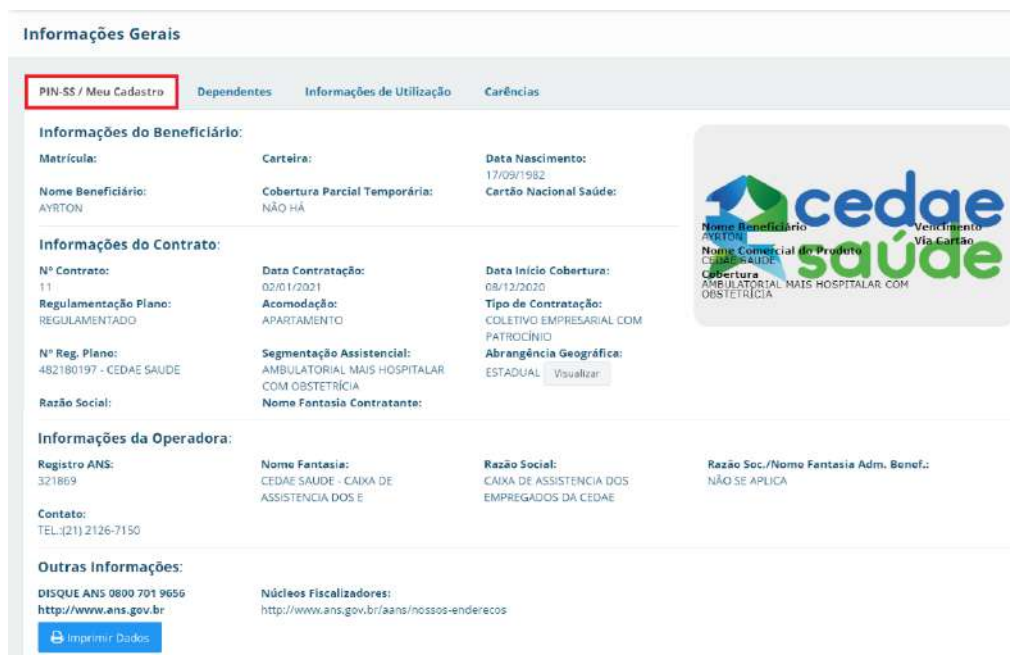 Informações Gerais
PIN-SS / Meu Cadastro Dependentes Informações de Utilização Carências
Informações do Beneficiário:
Matrícula: Carteira: Data Nascimento:
17/09/1982
Nome Beneficiário: Cobertura Parcial Temporária: Cartão Nacional Saúde:
AYRTON NÃO HÁ
cedae
saúde
Nome Beneficiário Vencimento
AYRTON Via Cartão
Nome Comercial do Produto
CEDAE SAUDE
Cobertura
AMBULATORIAL MAIS HOSPITALAR COM
OBSTETRÍCIA
Informações do Contrato:
Nº Contrato: Data Contratação: Data Início Cobertura:
11 02/01/2021 08/12/2020
Regulamentação Plano: Acomodação: Tipo de Contratação:
REGULAMENTADO APARTAMENTO COLETIVO EMPRESARIAL COM
PATROCÍNIO
Nº Reg. Plano: Segmentação Assistencial: Abrangência Geográfica:
482180197 - CEDAE SAUDE AMBULATORIAL MAIS HOSPITALAR ESTADUAL Visualizar
COM OBSTETRÍCIA
Razão Social: Nome Fantasia Contratante:
Informações da Operadora:
Registro ANS: Nome Fantasia: Razão Social: Razão Soc./Nome Fantasia Adm. Benef.:
321869 CEDAE SAUDE - CAIXA DE CAIXA DE ASSISTENCIA DOS NÃO SE APLICA
ASSISTENCIA DOS E EMPREGADOS DA CEDAE
Contato:
TEL.:(21) 2126-7150
Outras Informações:
DISQUE ANS 0800 701 9656 Núcleos Fiscalizadores:
http://www.ans.gov.br http://www.ans.gov.br/aans/nossos-enderecos
Imprimir Dados